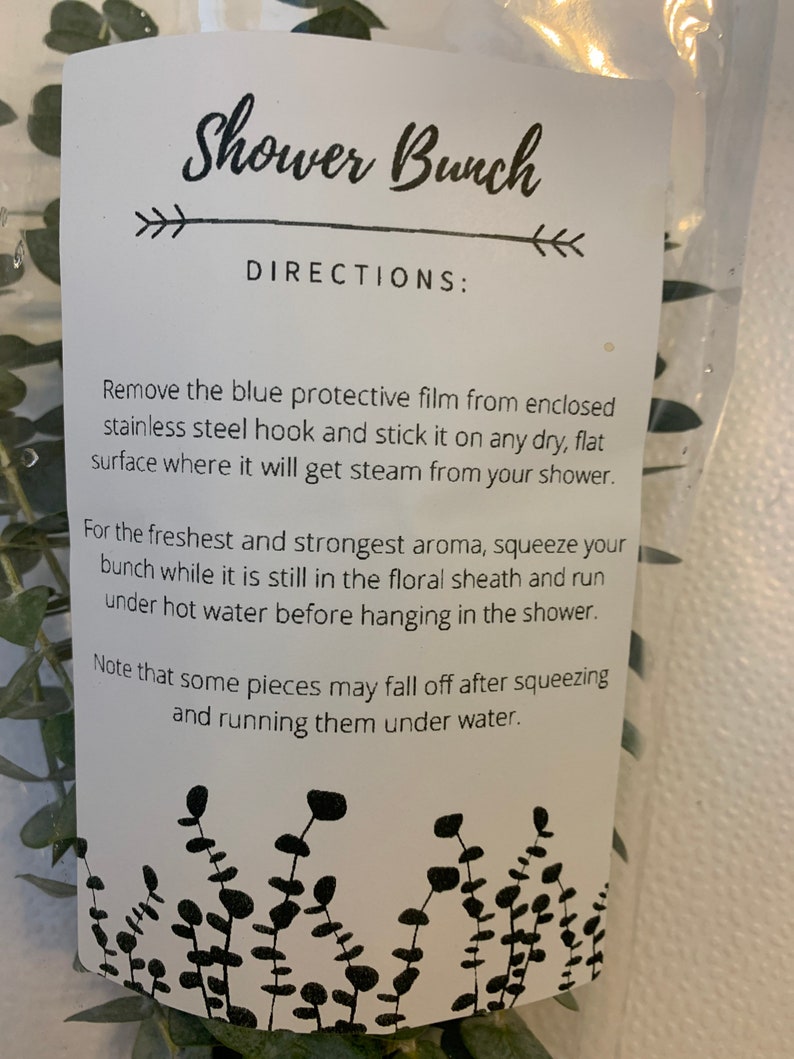 Shower Bunch
DIRECTIONS:
Remove the blue protective film from enclosed
stainless steel hook and stick it on any dry, flat
surface where it will get steam from your shower.
For the freshest and strongest aroma, squeeze your
bunch while it is still in the floral sheath and run
under hot water before hanging in the shower.
Note that some pieces may fall off after squeezing
and running them under water.